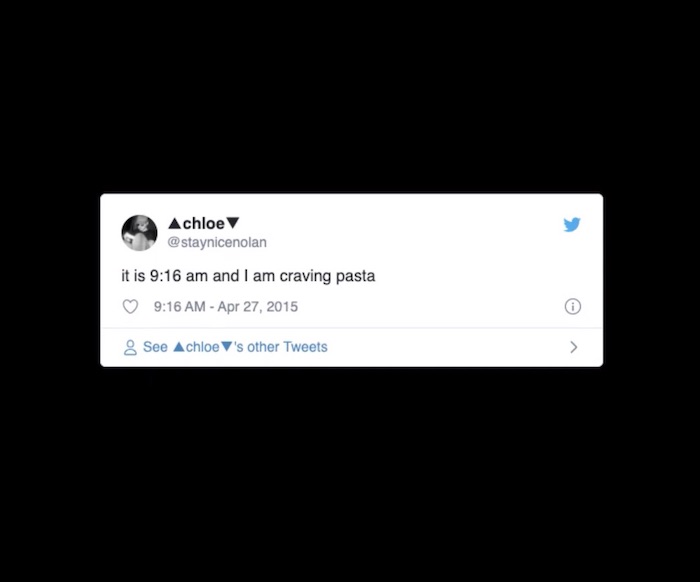 ▲chloe▼
@staynicenolan
it is 9:16 am and I am craving pasta
9:16 AM - Apr 27, 2015
See ▲chloe▼'s other Tweets